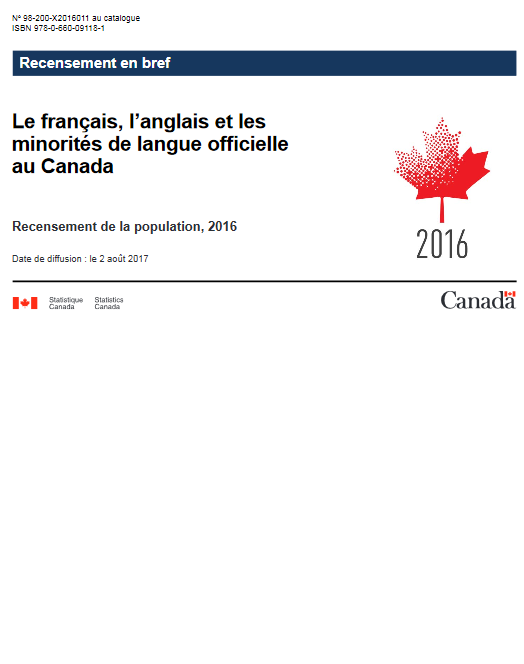 N° 98-200-X2016011 au catalogue
ISBN 978-0-660-09118-1
Recensement en bref
Le français, l’anglais et les
minorités de langue officielle
au Canada
2016
Recensement de la population, 2016
Date de diffusion : le 2 août 2017
Statistique Statistics
Canada Canada
Canada